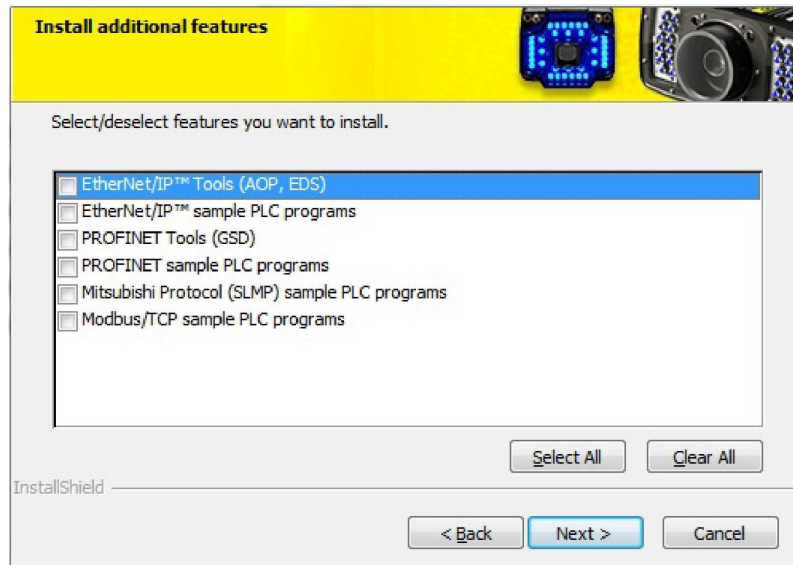 Install additional features
Select/deselect features you want to install.
EtherNet/IP™ Tools (AOP, EDS)
EtherNet/IP™ sample PLC programs
PROFINET Tools (GSD)
PROFINET sample PLC programs
Mitsubishi Protocol (SLMP) sample PLC programs
Modbus/TCP sample PLC programs
Select All
Clear All
InstallShield
< Back
Next >
Cancel